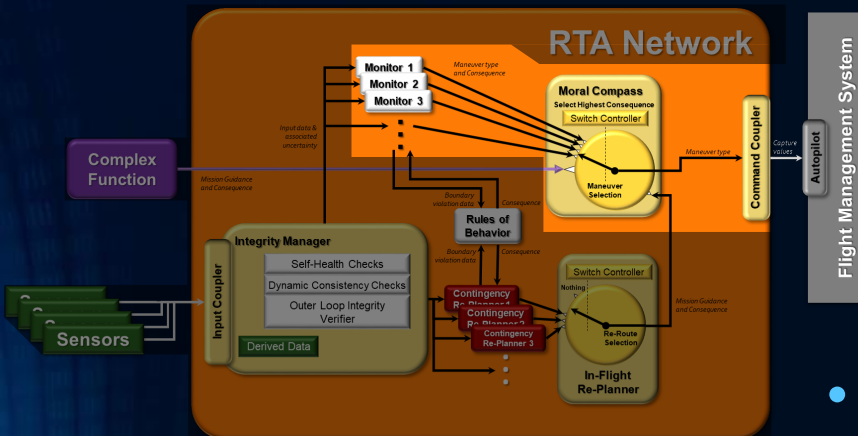 RTA Network
Monitor 1
Monitor 2
Monitor 3
Maneuver type
and Consequence
Moral Compass
Select Highest Consequence
Switch Controller
Maneuver
Selection
Input data &
associated
uncertainty
Maneuver type
Command Coupler
Capture
values
Autopilot
Flight Management System
Complex
Function
Mission Guidance
and Consequence
Boundary
violation data
Consequence
Rules of
Behavior
Boundary
violation data
Consequence
Input Coupler
Integrity Manager
Self-Health Checks
Dynamic Consistency Checks
Outer Loop Integrity
Verifier
Derived Data
Sensors
Contingency
Contingency
Contingency
Re-Planner 3
Switch Controller
Nothing
Re-Route
Selection
In-Flight
Re-Planner
Mission Guidance
and Consequence